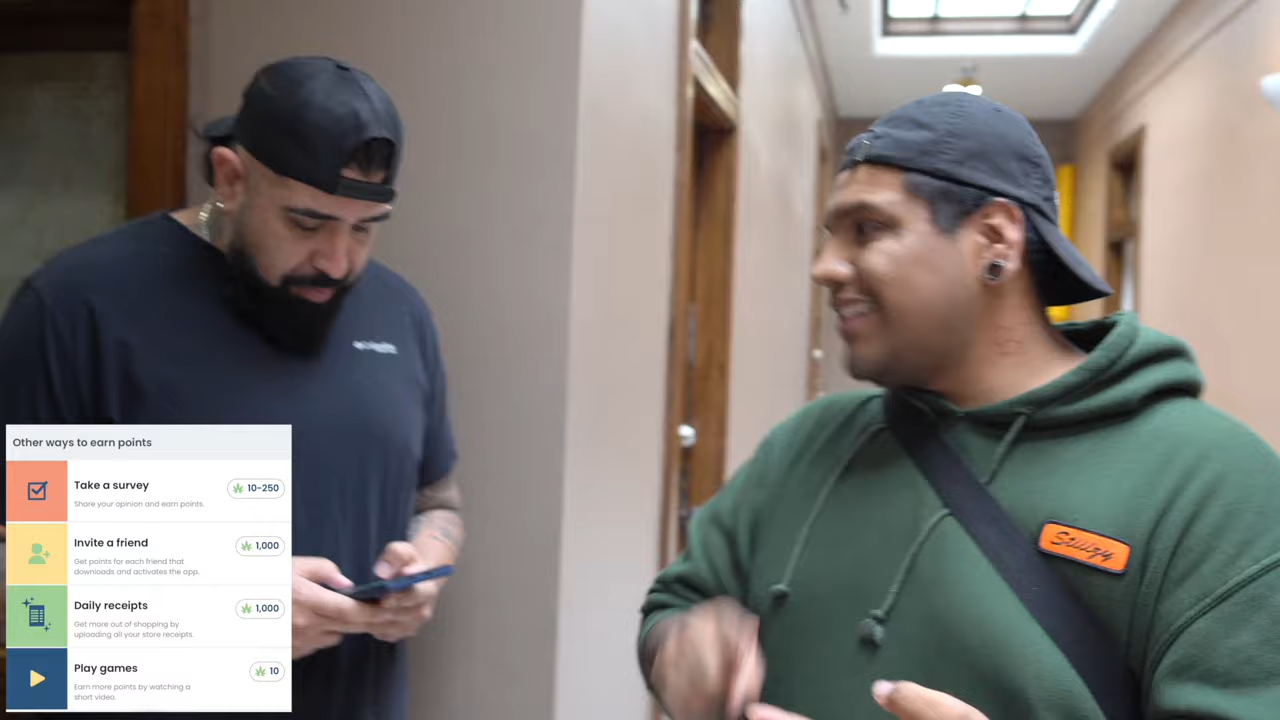 Other ways to earn points
Take a survey
10-250
Share your opinion and earn points.
Invite a friend
1,000
Get points for each friend that
downloads and activates the app.
Daily receipts
1,000
Get more out of shopping by
uploading all your store receipts.
Play games
10
Earn more points by watching a
short video.